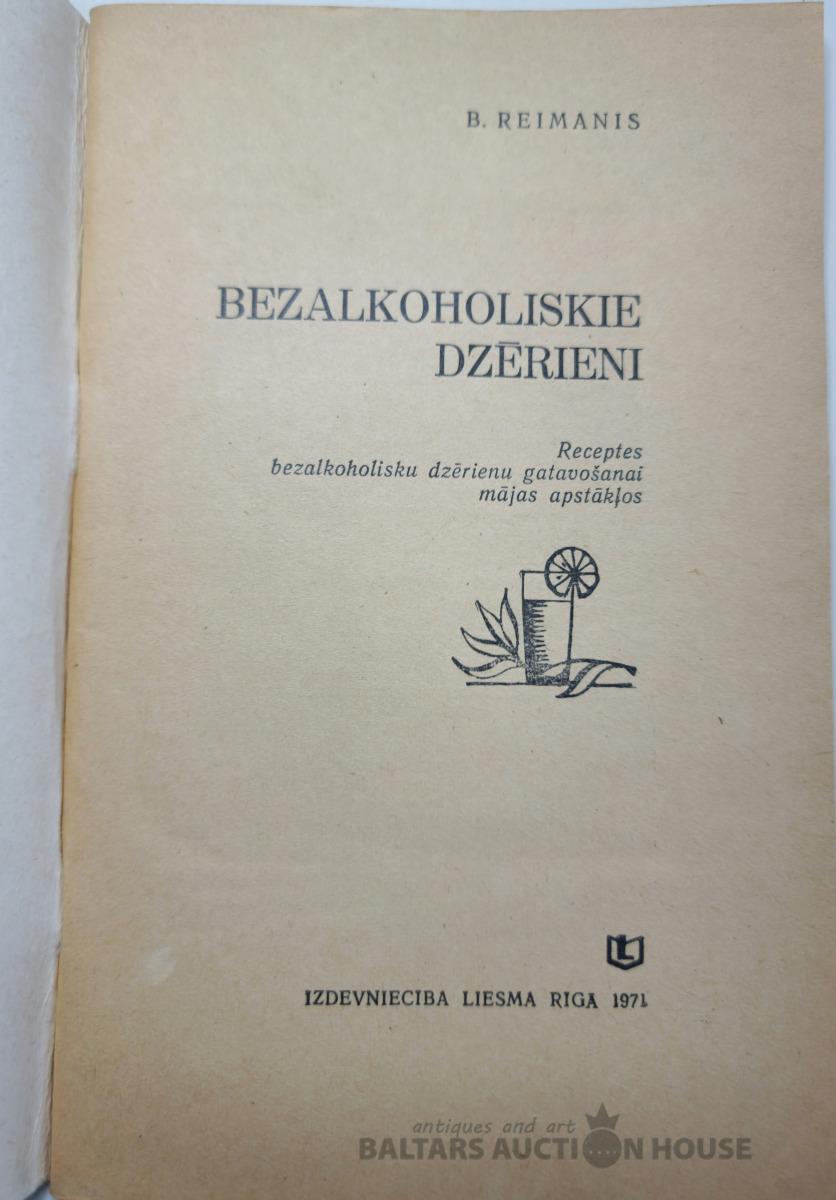 B. REIMANIS
BEZALKOHOLISKIE
DZĒRIENI
Receptes
bezalkoholisku dzērienu gatavošanai
mājas apstākļos
L
IZDEVNIECIBA LIESMA RIGA 1971
antiques and art
BALTARS AUCTION HOUSE